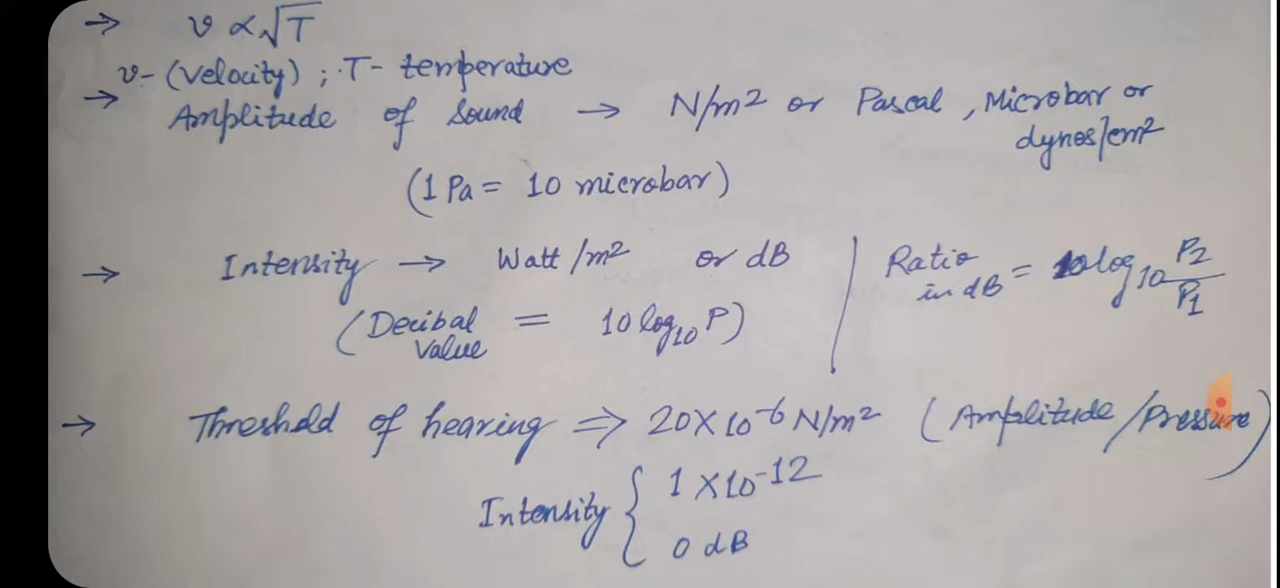 → v ∝ √T
v - (Velocity) ; T - temperature
→ Amplitude of Sound → N/m² or Pascal, Microbar or
dynes/cm²
(1 Pa = 10 microbar)
→ Intensity → Watt/m² or dB
(Decibal Value = 10 log₁₀ P)
Ratio in dB = 10 log₁₀ P₂/P₁
→ Threshold of hearing ⇒ 20×10⁻⁶ N/m² (Amplitude/Pressure)
Intensity { 1×10⁻¹²
0 dB